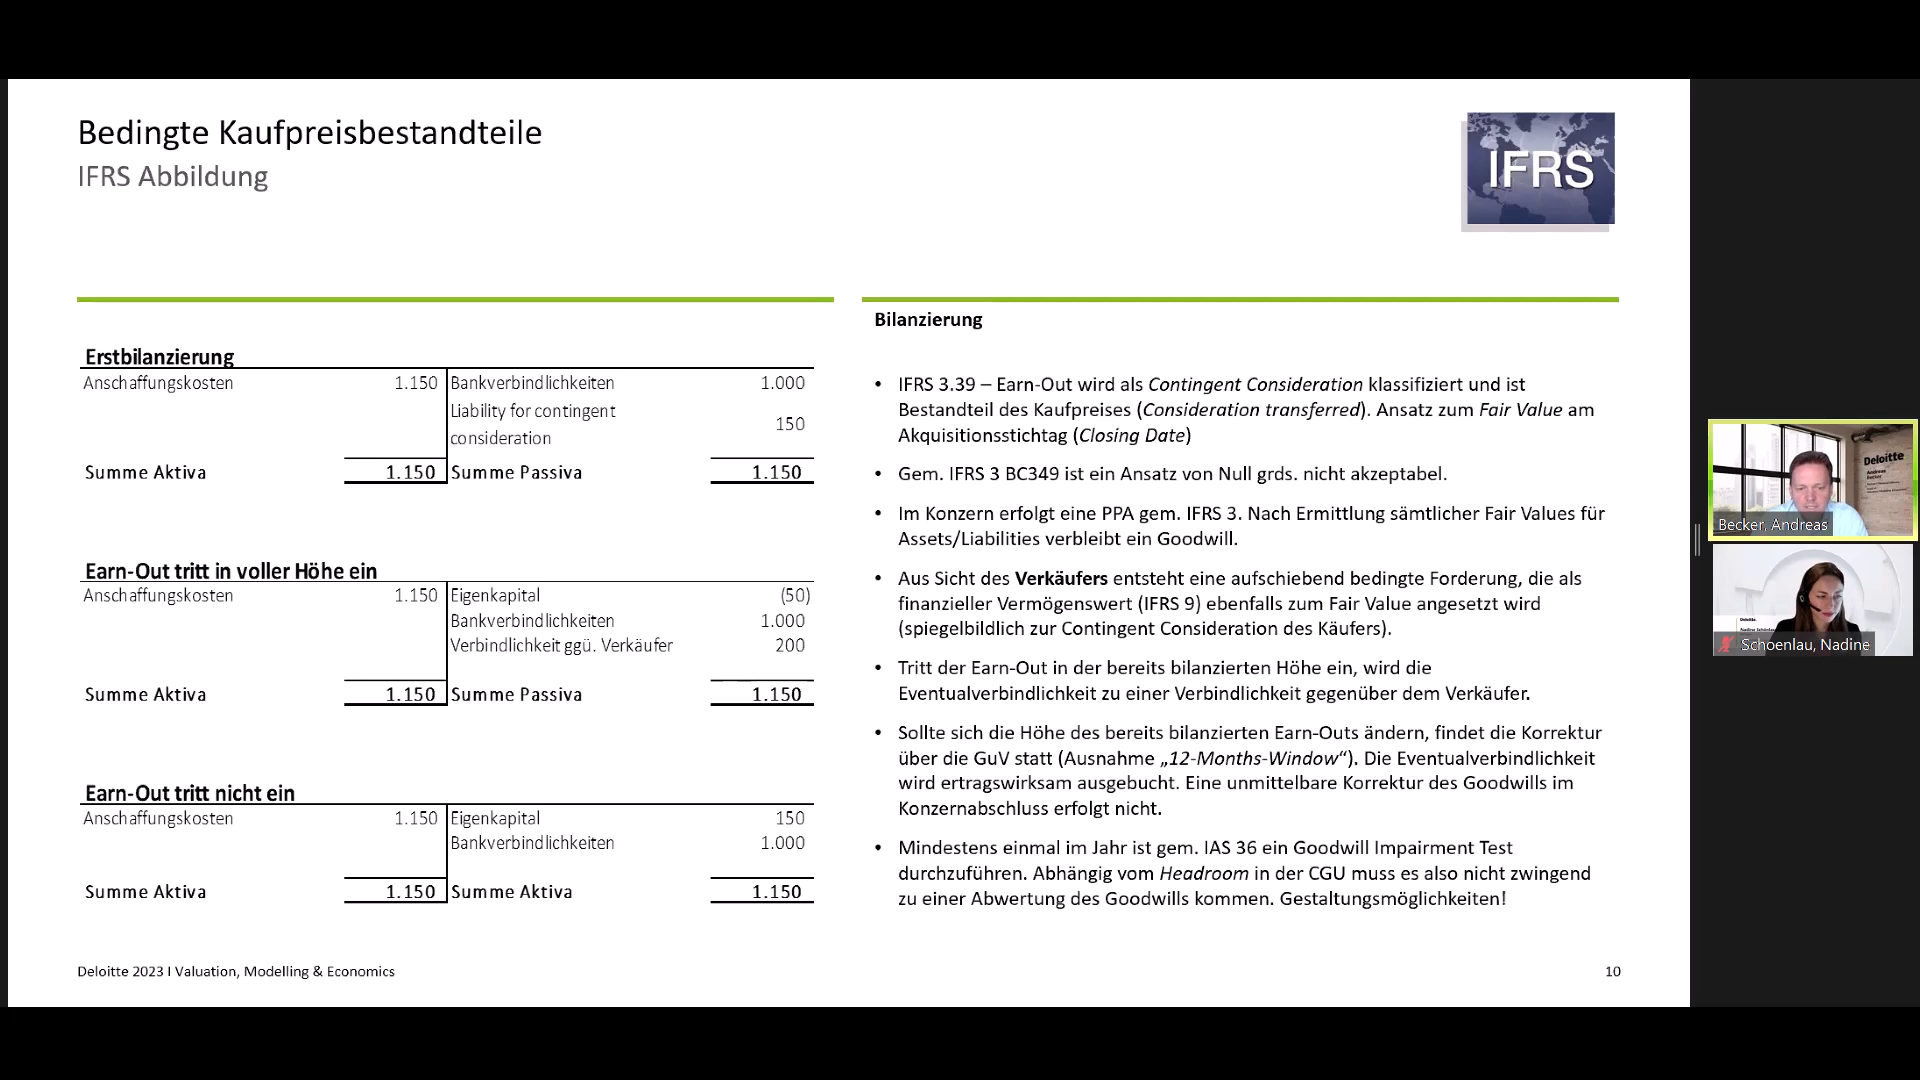 Bedingte Kaufpreisbestandteile
IFRS Abbildung
IFRS
Erstbilanzierung
Anschaffungskosten 1.150 Bankverbindlichkeiten 1.000
Liability for contingent
consideration 150
Summe Aktiva 1.150 Summe Passiva 1.150
Earn-Out tritt in voller Höhe ein
Anschaffungskosten 1.150 Eigenkapital (50)
Bankverbindlichkeiten 1.000
Verbindlichkeit ggü. Verkäufer 200
Summe Aktiva 1.150 Summe Passiva 1.150
Earn-Out tritt nicht ein
Anschaffungskosten 1.150 Eigenkapital 150
Bankverbindlichkeiten 1.000
Summe Aktiva 1.150 Summe Aktiva 1.150
Bilanzierung
• IFRS 3.39 – Earn-Out wird als Contingent Consideration klassifiziert und ist
Bestandteil des Kaufpreises (Consideration transferred). Ansatz zum Fair Value am
Akquisitionsstichtag (Closing Date)
• Gem. IFRS 3 BC349 ist ein Ansatz von Null grds. nicht akzeptabel.
• Im Konzern erfolgt eine PPA gem. IFRS 3. Nach Ermittlung sämtlicher Fair Values für
Assets/Liabilities verbleibt ein Goodwill.
• Aus Sicht des Verkäufers entsteht eine aufschiebend bedingte Forderung, die als
finanzieller Vermögenswert (IFRS 9) ebenfalls zum Fair Value angesetzt wird
(spiegelbildlich zur Contingent Consideration des Käufers).
• Tritt der Earn-Out in der bereits bilanzierten Höhe ein, wird die
Eventualverbindlichkeit zu einer Verbindlichkeit gegenüber dem Verkäufer.
• Sollte sich die Höhe des bereits bilanzierten Earn-Outs ändern, findet die Korrektur
über die GuV statt (Ausnahme „12-Months-Window“). Die Eventualverbindlichkeit
wird ertragswirksam ausgebucht. Eine unmittelbare Korrektur des Goodwills im
Konzernabschluss erfolgt nicht.
• Mindestens einmal im Jahr ist gem. IAS 36 ein Goodwill Impairment Test
durchzuführen. Abhängig vom Headroom in der CGU muss es also nicht zwingend
zu einer Abwertung des Goodwills kommen. Gestaltungsmöglichkeiten!
Deloitte 2023 I Valuation, Modelling & Economics
10
Deloitte
Andreas
Becker
Becker, Andreas
Schoenlau, Nadine